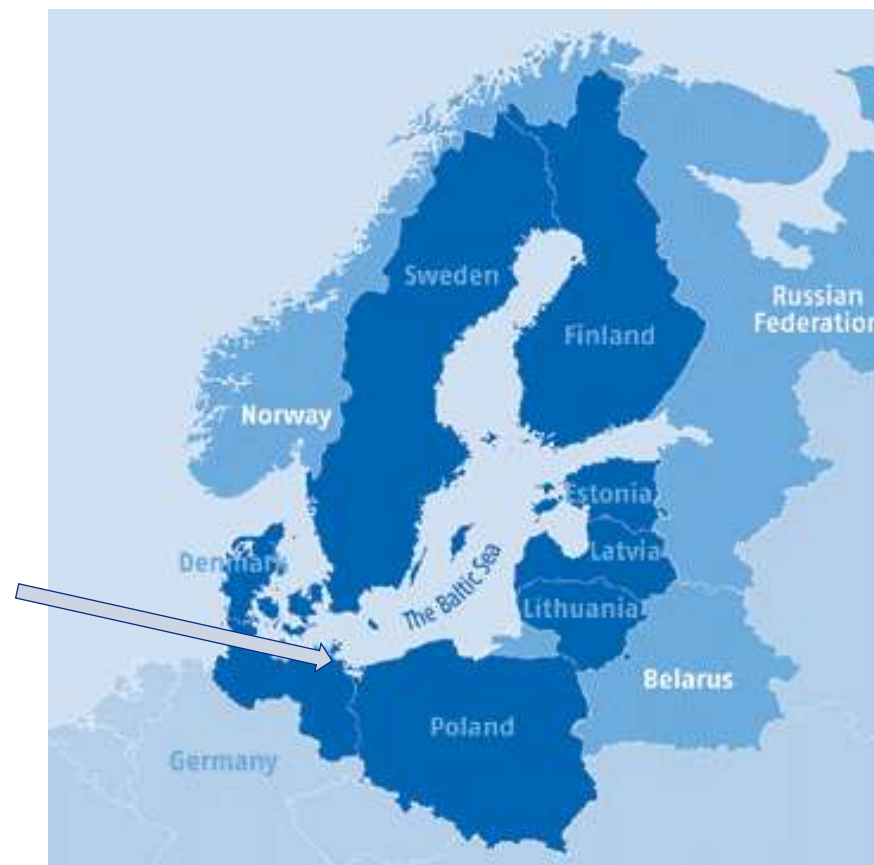 Sweden
Finland
Russian
Federation
Norway
Estonia
Denmark
Latvia
The Baltic Sea
Lithuania
Belarus
Poland
Germany